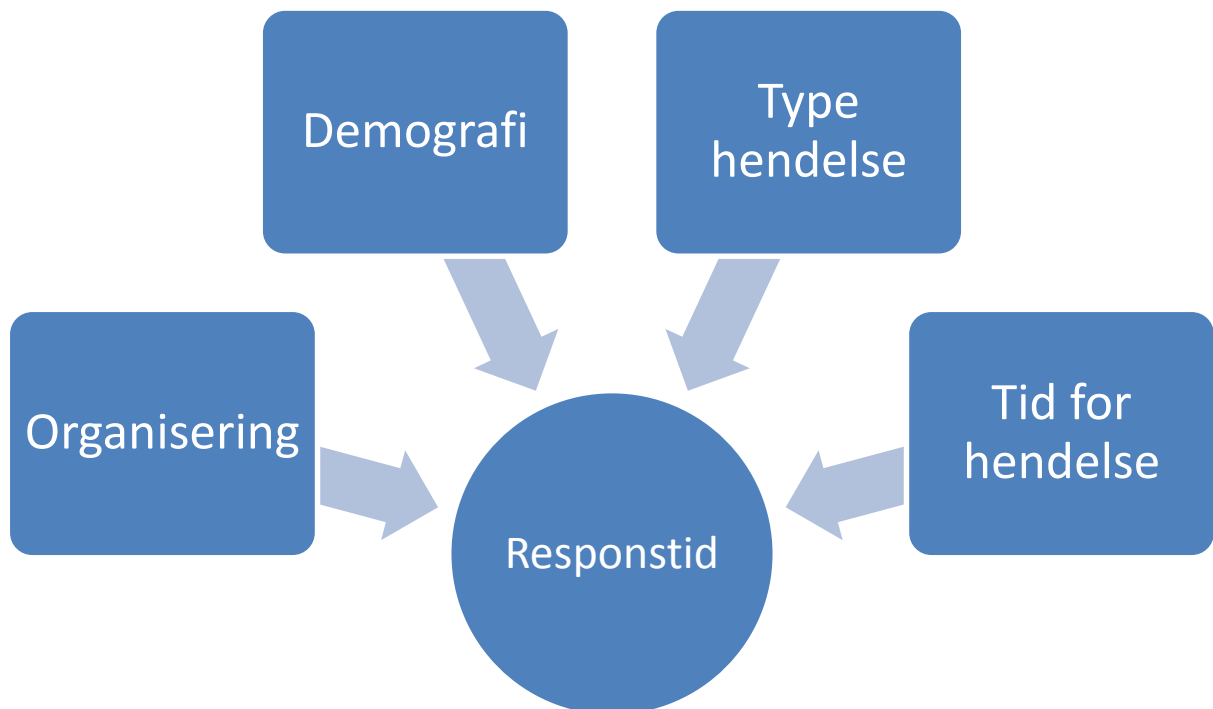 Demografi
Type
hendelse
Organisering
Tid for
hendelse
Responstid